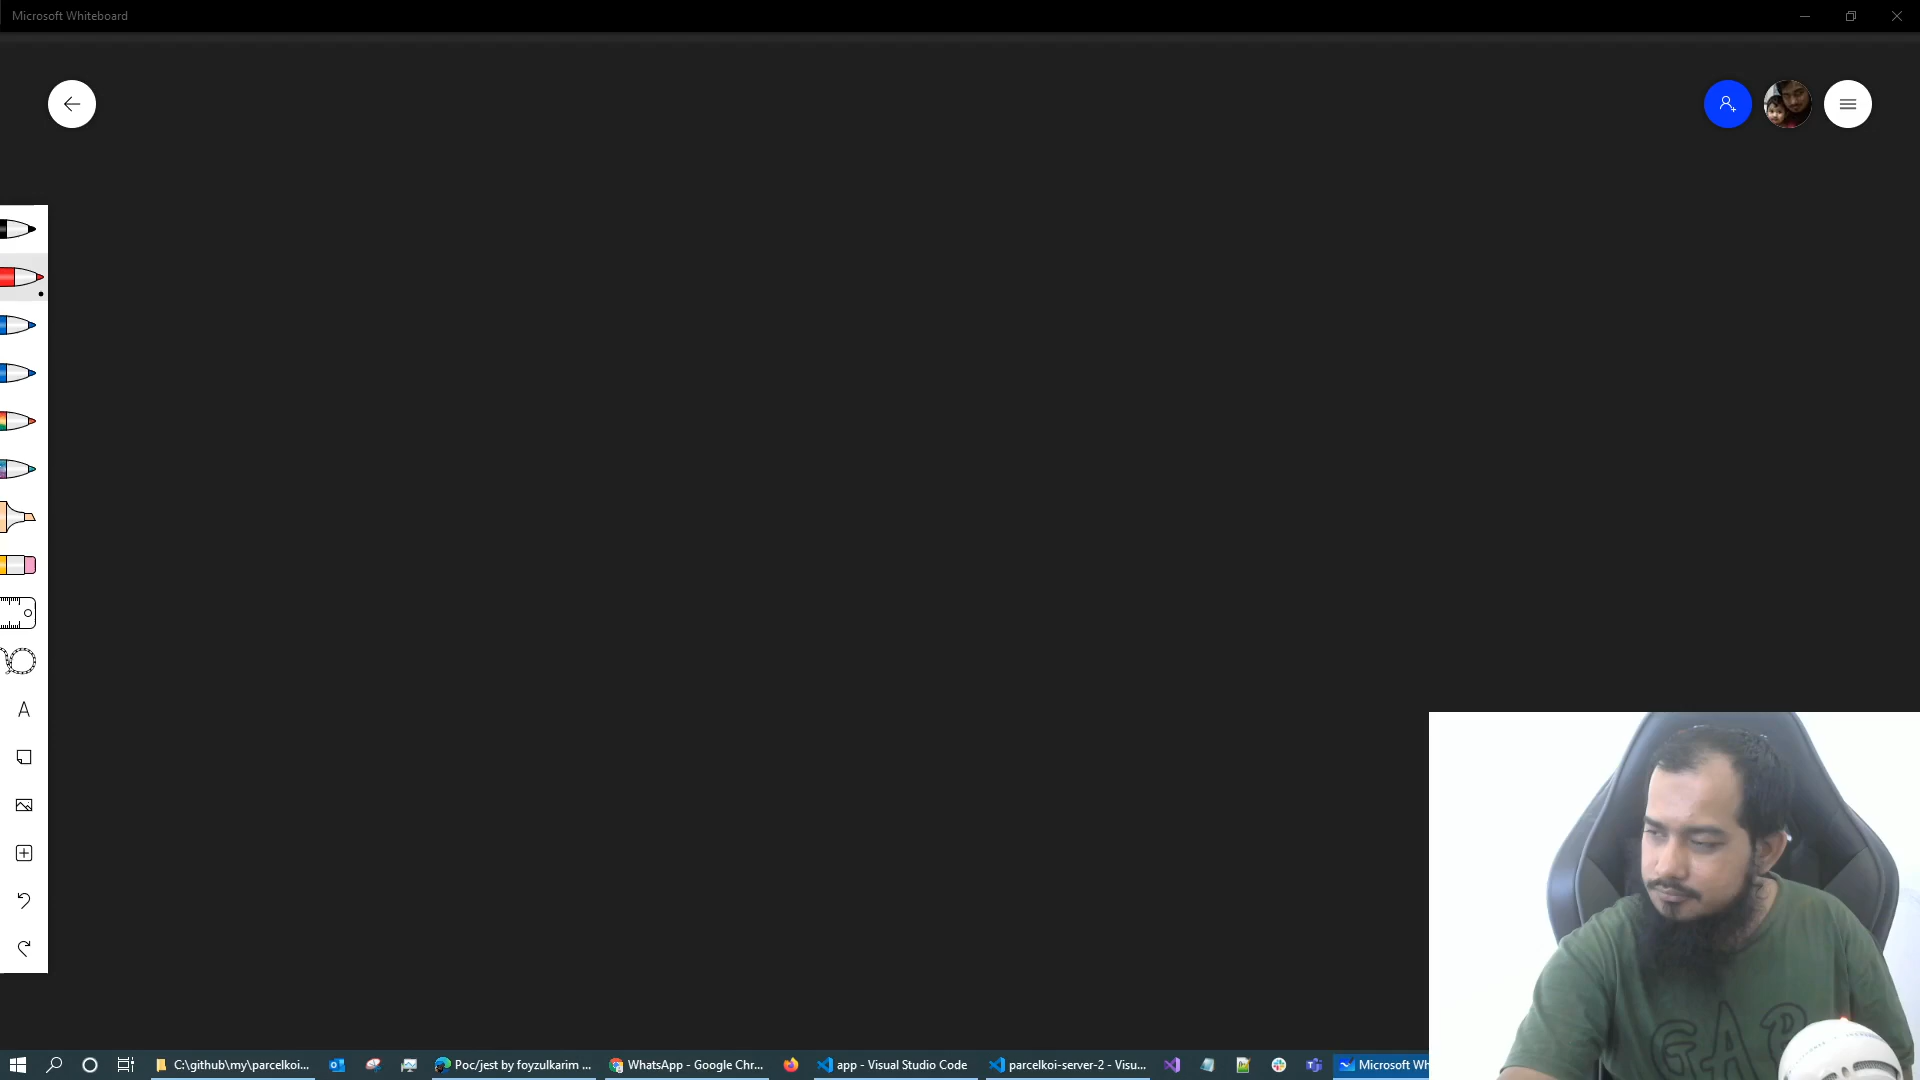 Microsoft Whiteboard
A
GAP
C:\github\my\parcelkoi...
Poc/jest by foyzulkarim ...
WhatsApp - Google Chr...
app - Visual Studio Code
parcelkoi-server-2 - Visu...
Microsoft Wh